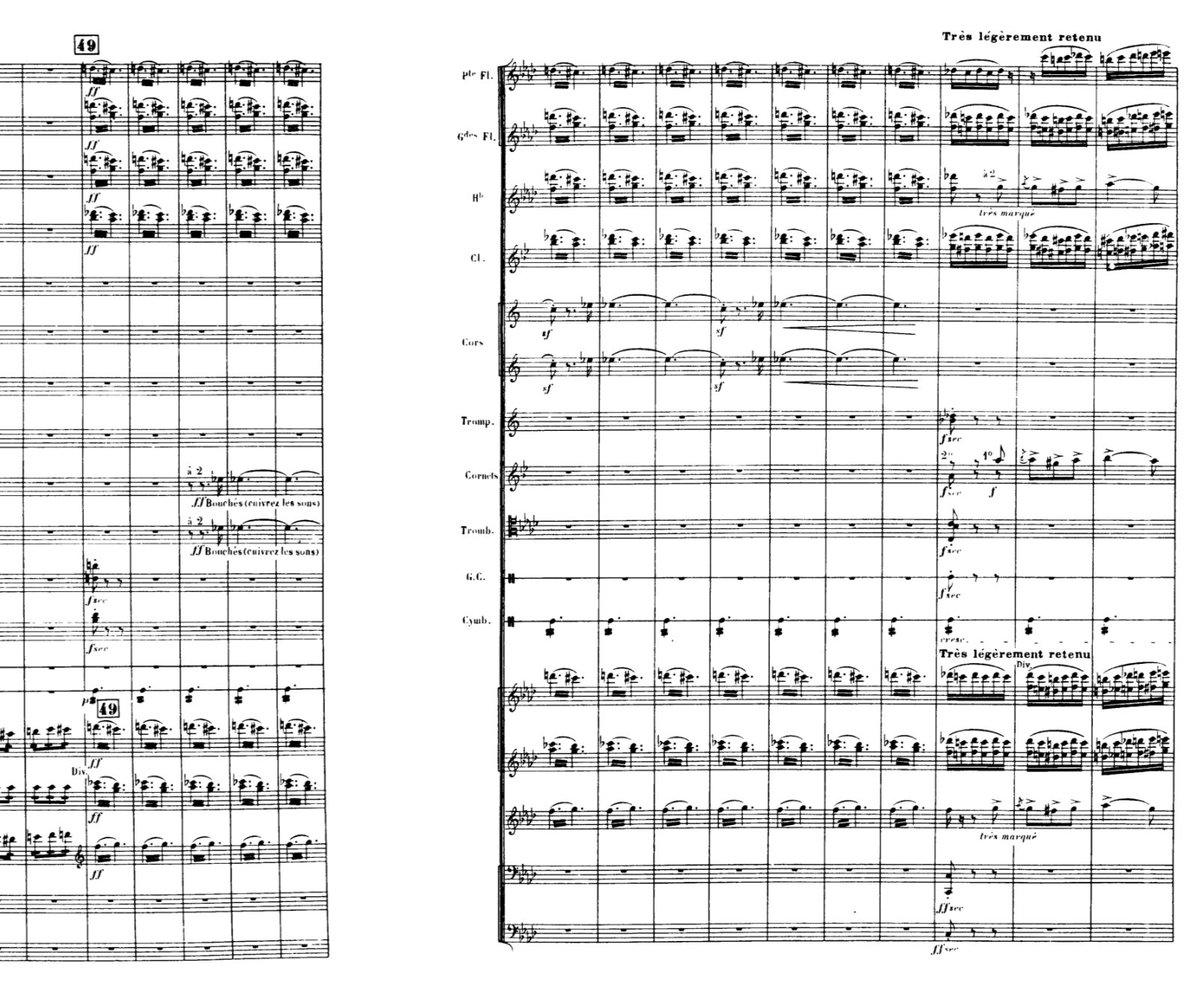 49
ff
ff
ff
ff
à 2
ff Bouchés (cuivrez les sons)
à 2
ff Bouchés (cuivrez les sons)
f sec
f sec
p
49
ff
Div.
ff
ff
Très légèrement retenu
Pte Fl.
Gdes Fl.
Hb
à 2
très marqué
Cl.
Cors
sf
sf
sf
sf
Tromp.
f sec
Cornets
2º
1º
f sec
f
Tromb.
f sec
G.C.
f sec
Cymb.
cresc.
Très légèrement retenu
Div.
très marqué
ff sec
ff sec